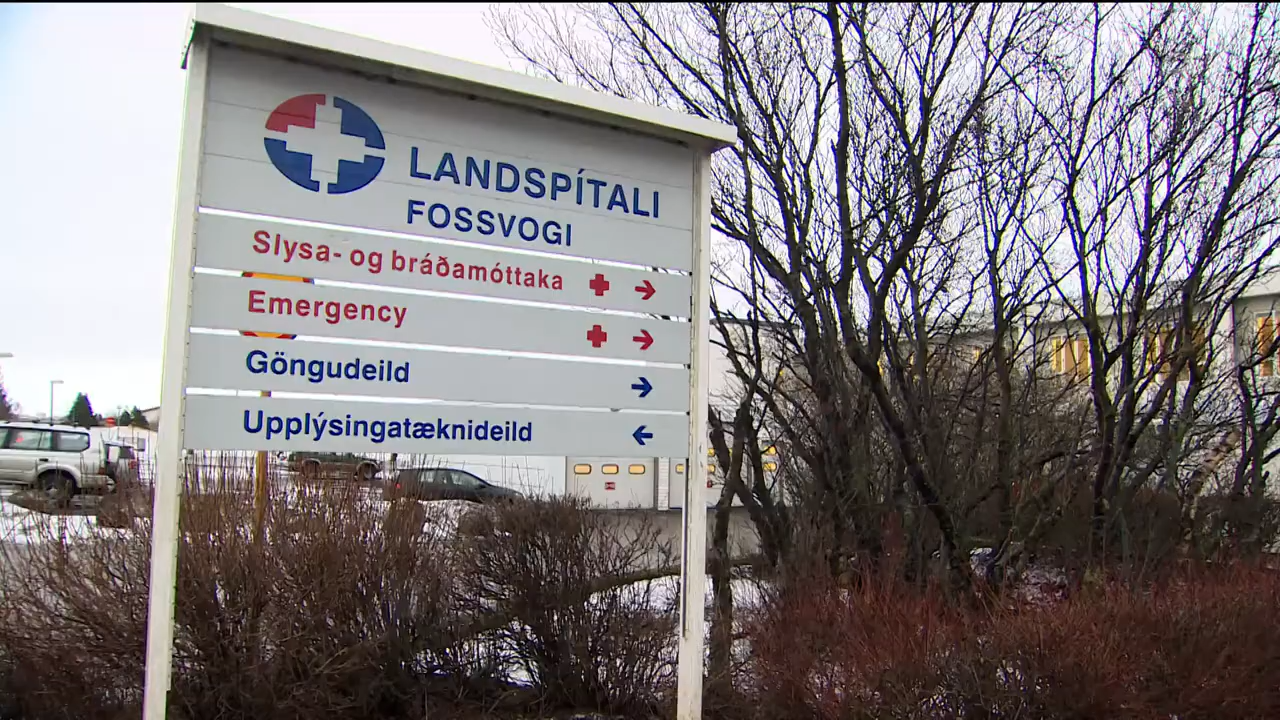 LANDSPÍTALI
FOSSVOGI
Slysa- og bráðamóttaka
Emergency
Göngudeild
Upplýsingatæknideild